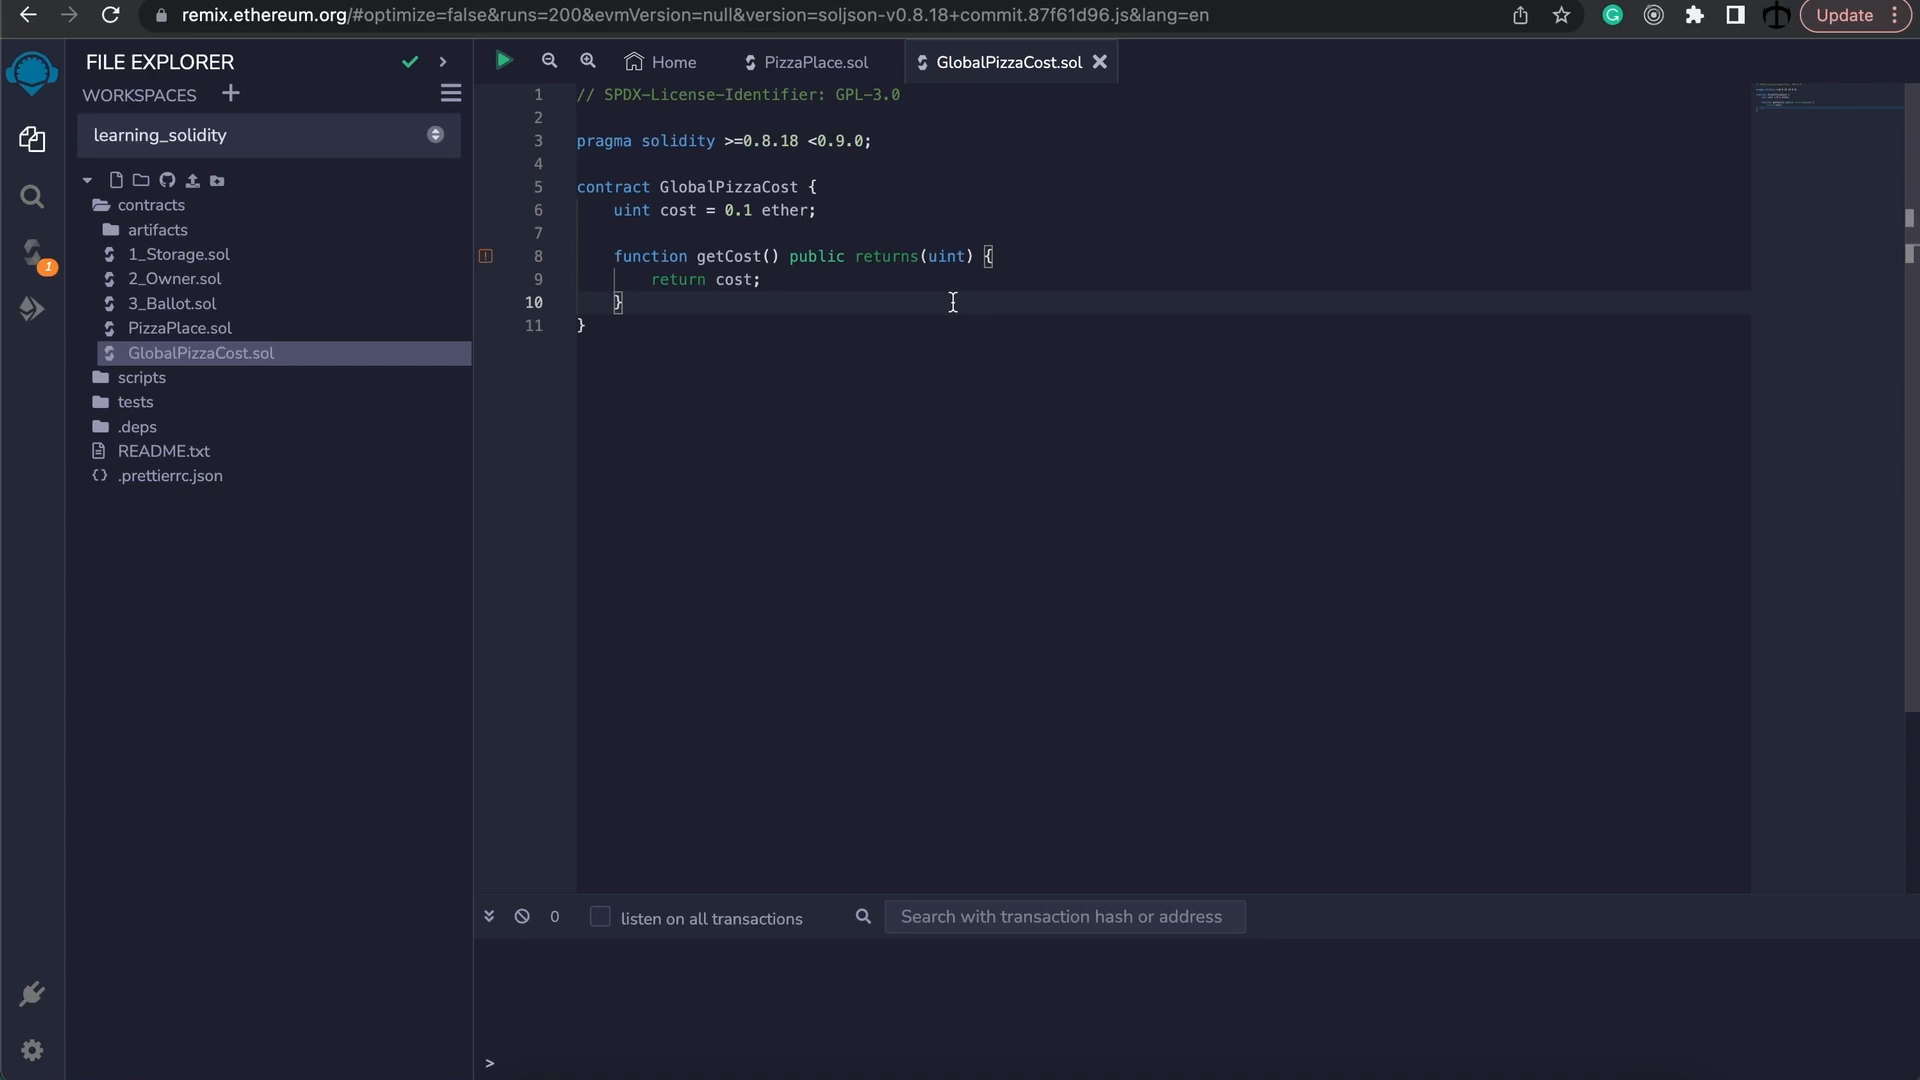 remix.ethereum.org/#optimize=false&runs=200&evmVersion=null&version=soljson-v0.8.18+commit.87f61d96.js&lang=en
Update
FILE EXPLORER
WORKSPACES
learning_solidity
contracts
artifacts
1_Storage.sol
2_Owner.sol
3_Ballot.sol
PizzaPlace.sol
GlobalPizzaCost.sol
scripts
tests
.deps
README.txt
.prettierrc.json
1
Home
PizzaPlace.sol
GlobalPizzaCost.sol
1 // SPDX-License-Identifier: GPL-3.0
2
3 pragma solidity >=0.8.18 <0.9.0;
4
5 contract GlobalPizzaCost {
6 uint cost = 0.1 ether;
7
8 function getCost() public returns(uint) {
9 return cost;
10 }
11 }
0
listen on all transactions
Search with transaction hash or address
>